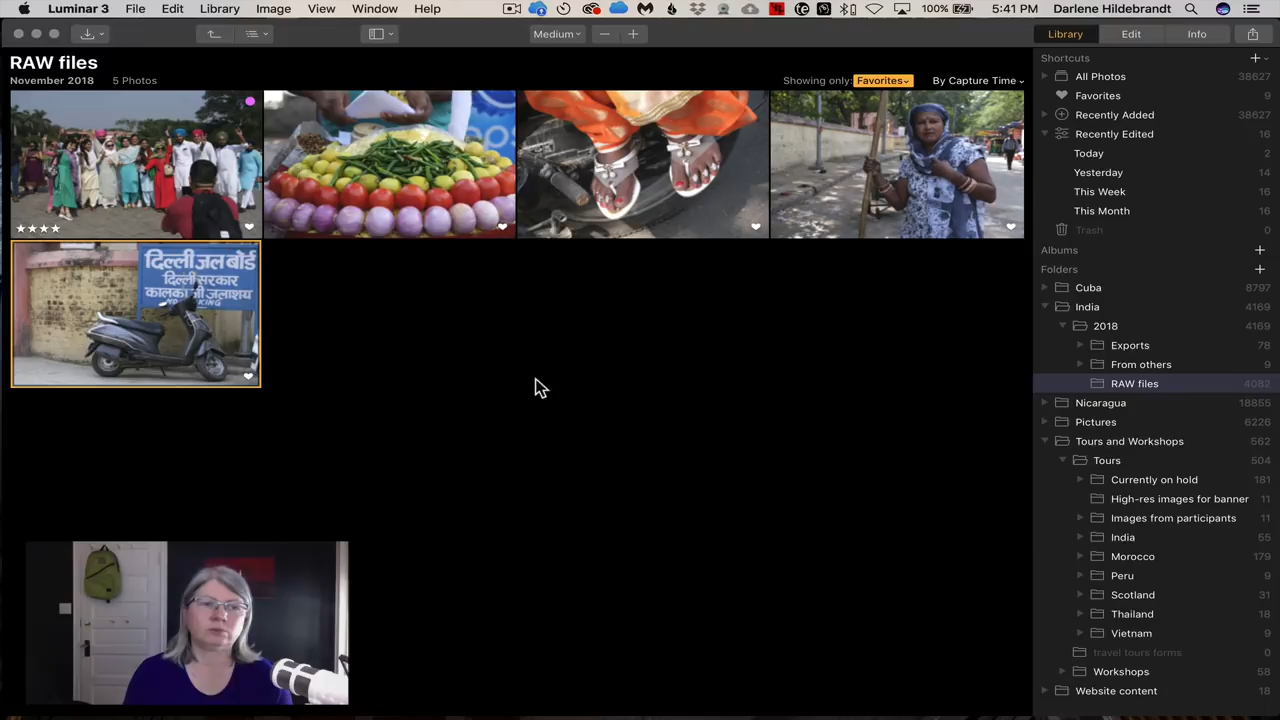 Luminar 3 File Edit Library Image View Window Help 100% 5:41 PM Darlene Hildebrandt
Medium
Library Edit Info
RAW files
November 2018 5 Photos
Showing only: Favorites By Capture Time
दिल्ली जल बोर्ड
दिल्ली सरकार
कालकाजी जलाशय
Shortcuts
All Photos 38627
Favorites 9
Recently Added 38627
Recently Edited 16
Today 2
Yesterday 14
This Week 16
This Month 16
Trash 0
Albums
Folders
Cuba 8797
India 4169
2018 4169
Exports 78
From others 9
RAW files 4082
Nicaragua 18855
Pictures 6226
Tours and Workshops 562
Tours 504
Currently on hold 181
High-res images for banner 11
Images from participants 11
India 55
Morocco 179
Peru 9
Scotland 31
Thailand 18
Vietnam 9
travel tours forms 0
Workshops 58
Website content 18